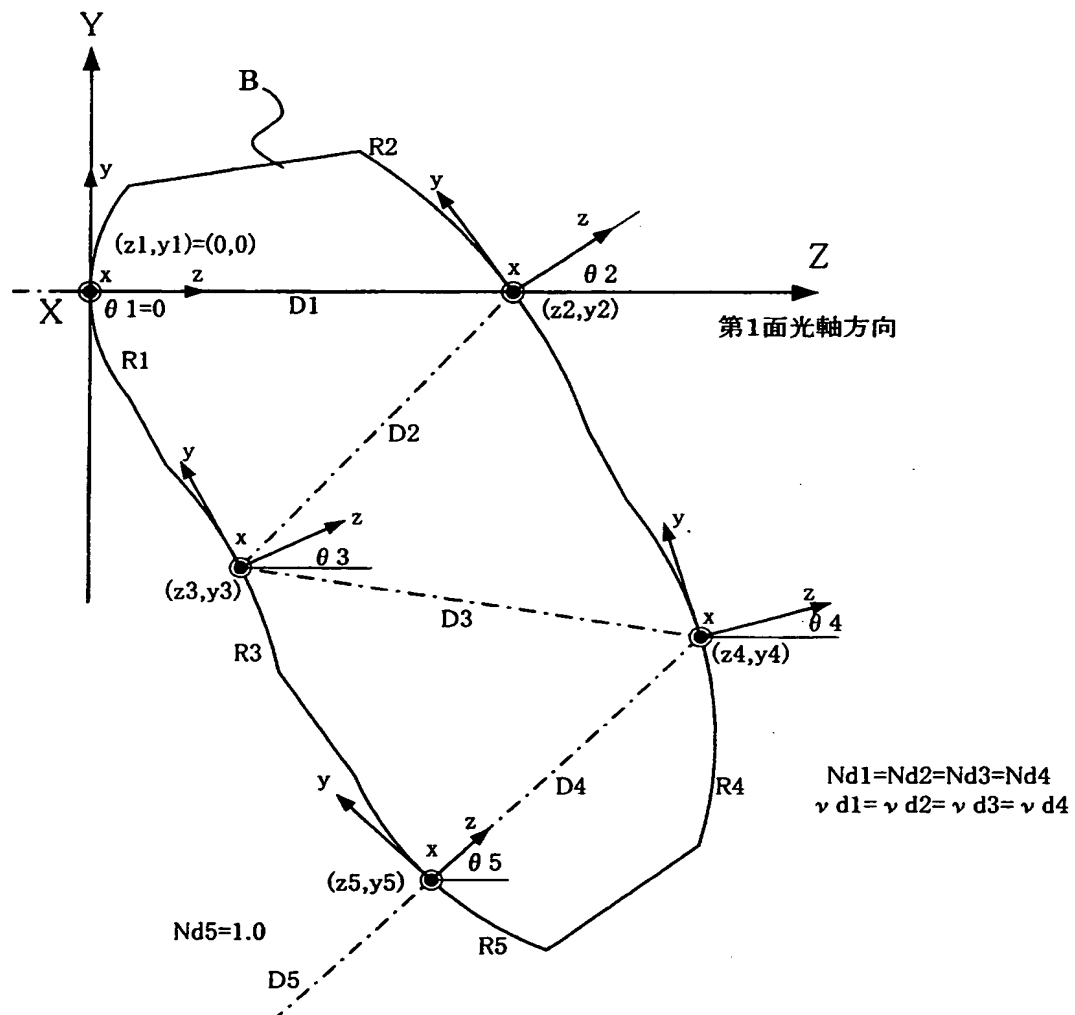 Y
B
R2
y
y
z
(z1,y1)=(0,0)
x
z
x
θ 2
Z
X
θ 1=0
D1
(z2,y2)
第1面光軸方向
R1
D2
y
z
x
θ 3
y
(z3,y3)
D3
x
z
θ 4
(z4,y4)
R3
D4
R4
Nd1=Nd2=Nd3=Nd4
ν d1= ν d2= ν d3= ν d4
y
z
x
θ 5
(z5,y5)
Nd5=1.0
R5
D5